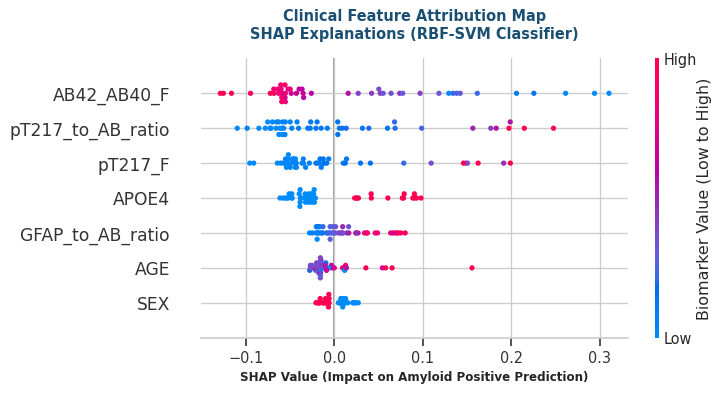 Clinical Feature Attribution Map
SHAP Explanations (RBF-SVM Classifier)
AB42_AB40_F
pT217_to_AB_ratio
pT217_F
APOE4
GFAP_to_AB_ratio
AGE
SEX
−0.1 0.0 0.1 0.2 0.3
SHAP Value (Impact on Amyloid Positive Prediction)
High
Low
Biomarker Value (Low to High)